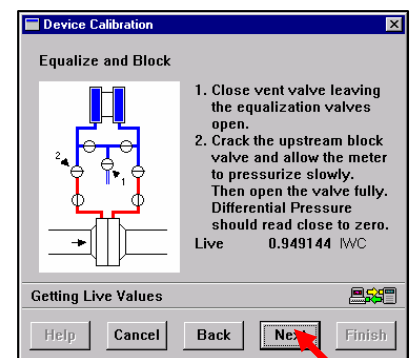 Device Calibration
Equalize and Block
1. Close vent valve leaving
the equalization valves
open.
2. Crack the upstream block
valve and allow the meter
to pressurize slowly.
Then open the valve fully.
Differential Pressure
should read close to zero.
Live 0.949144 IWC
2
1
Getting Live Values
Help Cancel Back Next Finish